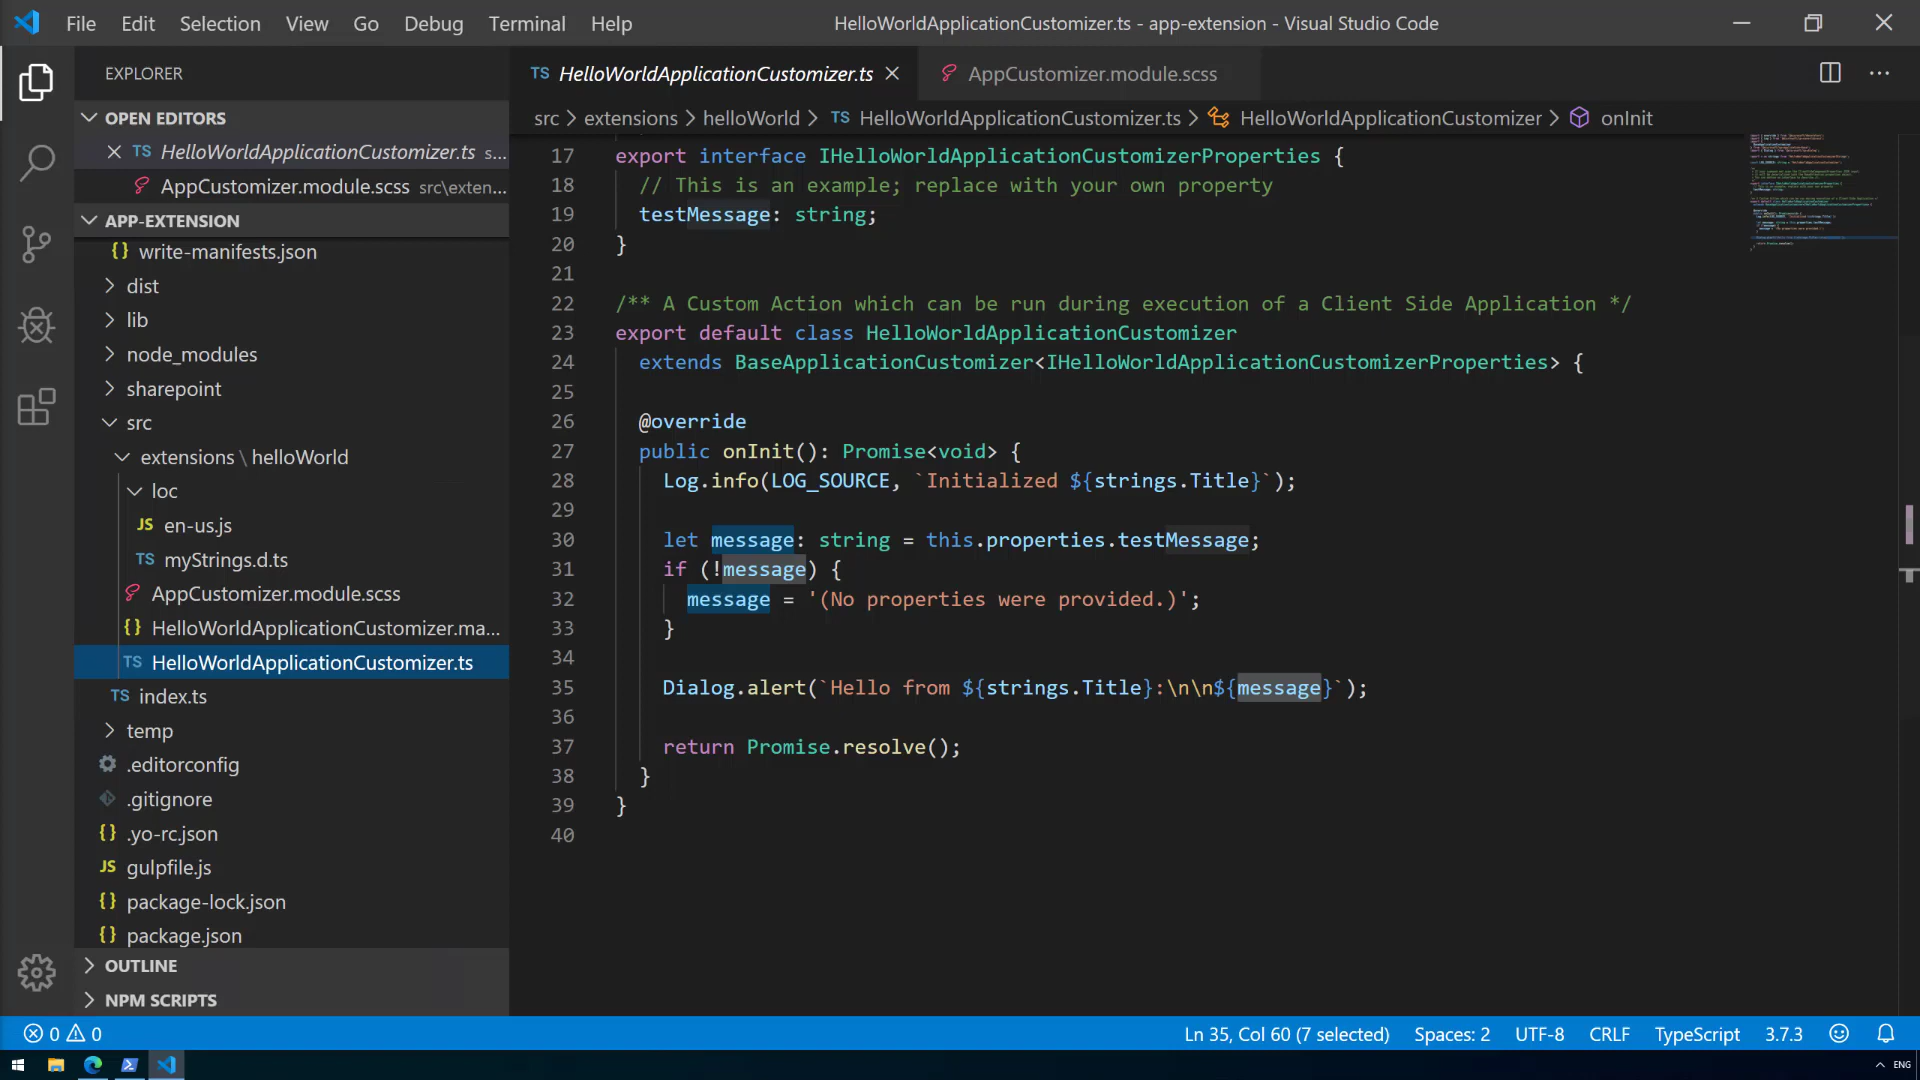 File Edit Selection View Go Debug Terminal Help
HelloWorldApplicationCustomizer.ts - app-extension - Visual Studio Code
EXPLORER
OPEN EDITORS
TS HelloWorldApplicationCustomizer.ts s...
AppCustomizer.module.scss src\exten...
APP-EXTENSION
{} write-manifests.json
dist
lib
node_modules
sharepoint
src
extensions \ helloWorld
loc
JS en-us.js
TS myStrings.d.ts
AppCustomizer.module.scss
{} HelloWorldApplicationCustomizer.ma...
TS HelloWorldApplicationCustomizer.ts
TS index.ts
temp
.editorconfig
.gitignore
{} .yo-rc.json
JS gulpfile.js
{} package-lock.json
{} package.json
OUTLINE
NPM SCRIPTS
TS HelloWorldApplicationCustomizer.ts
AppCustomizer.module.scss
src > extensions > helloWorld > TS HelloWorldApplicationCustomizer.ts > HelloWorldApplicationCustomizer > onInit
17 export interface IHelloWorldApplicationCustomizerProperties {
18 // This is an example; replace with your own property
19 testMessage: string;
20 }
21
22 /** A Custom Action which can be run during execution of a Client Side Application */
23 export default class HelloWorldApplicationCustomizer
24 extends BaseApplicationCustomizer<IHelloWorldApplicationCustomizerProperties> {
25
26 @override
27 public onInit(): Promise<void> {
28 Log.info(LOG_SOURCE, `Initialized ${strings.Title}`);
29
30 let message: string = this.properties.testMessage;
31 if (!message) {
32 message = '(No properties were provided.)';
33 }
34
35 Dialog.alert(`Hello from ${strings.Title}:\n\n${message}`);
36
37 return Promise.resolve();
38 }
39 }
40
0 0
Ln 35, Col 60 (7 selected) Spaces: 2 UTF-8 CRLF TypeScript 3.7.3
ENG